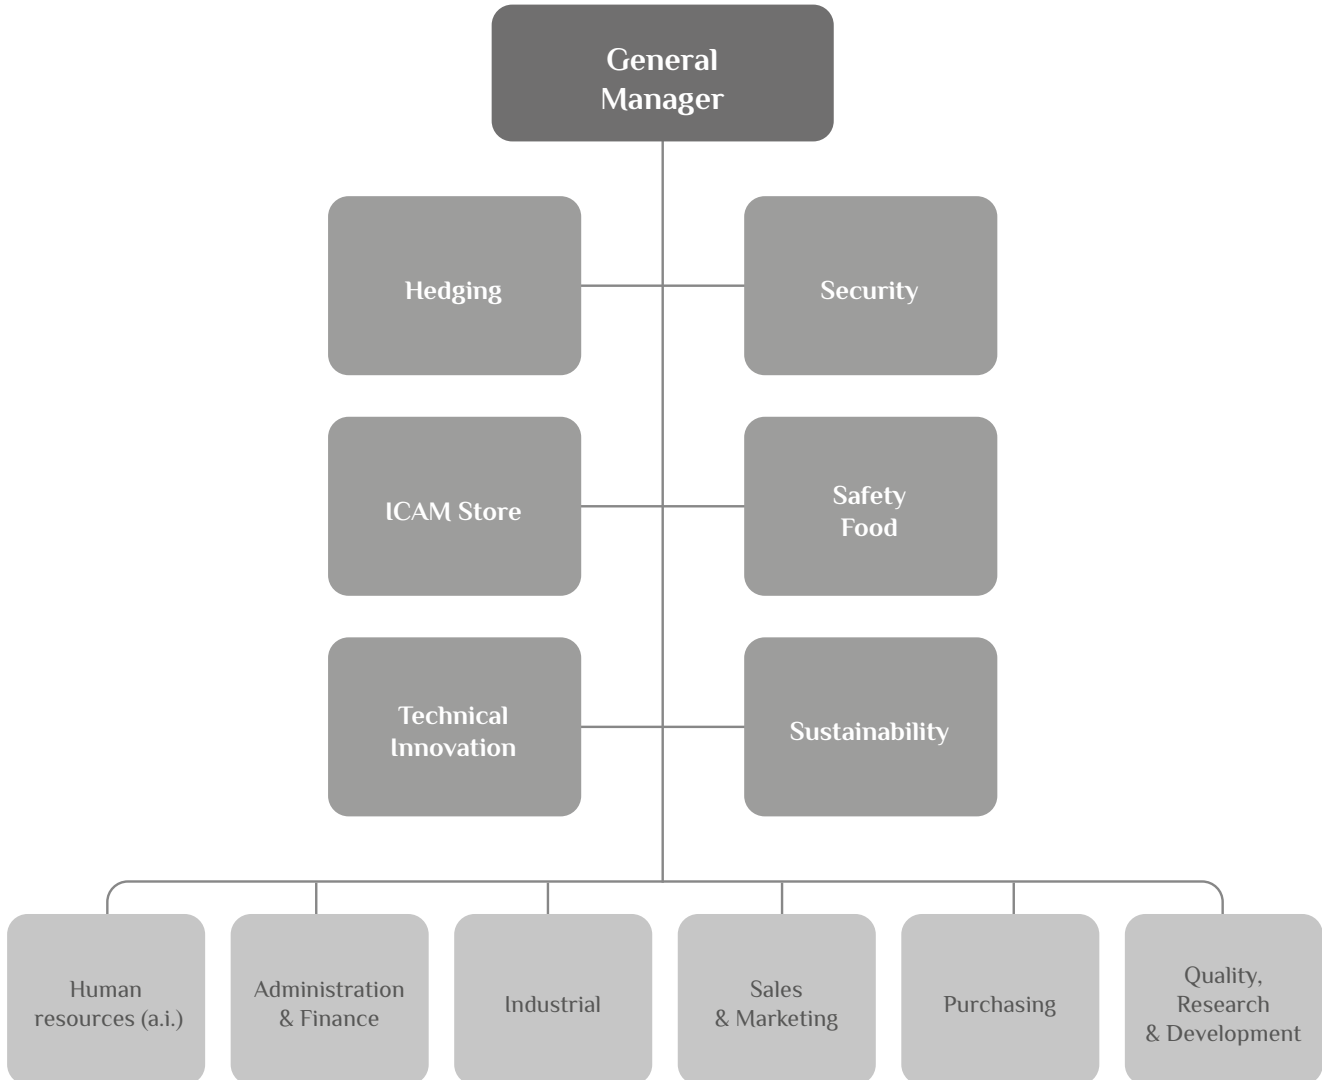 General
Manager
Hedging
Security
ICAM Store
Safety
Food
Technical
Innovation
Sustainability
Human
resources (a.i.)
Administration
& Finance
Industrial
Sales
& Marketing
Purchasing
Quality,
Research
& Development